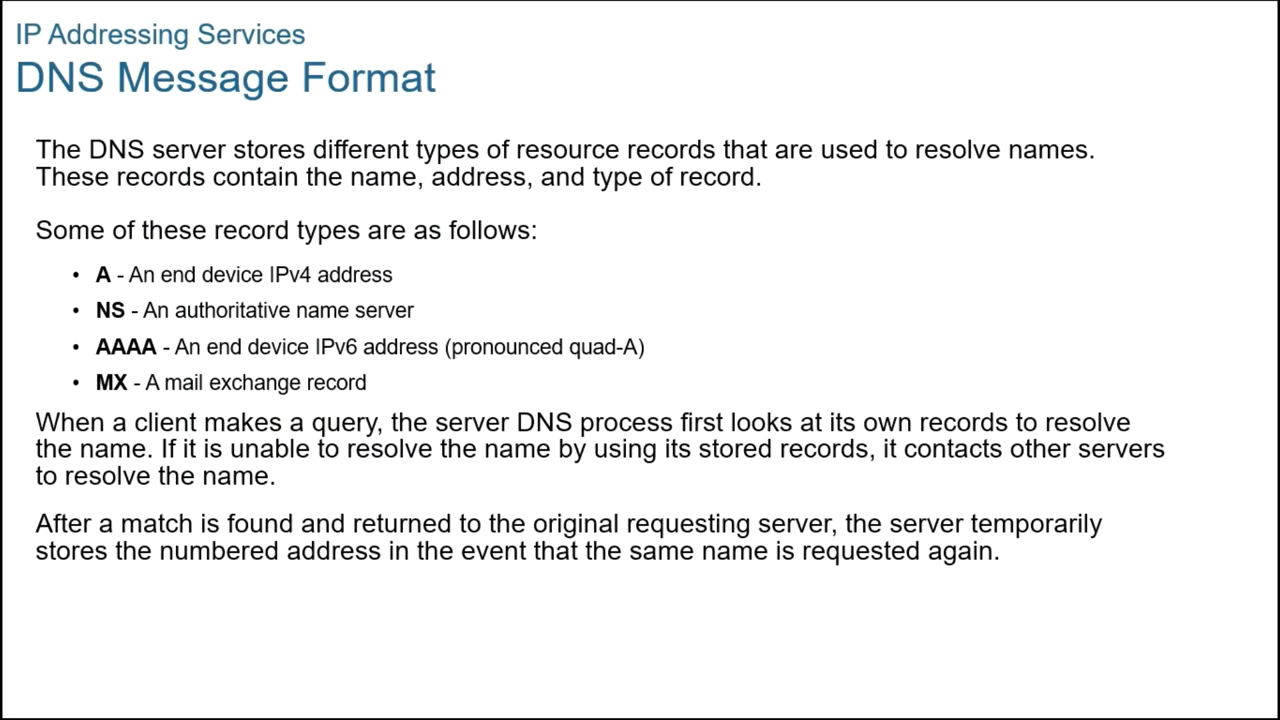 IP Addressing Services
DNS Message Format
The DNS server stores different types of resource records that are used to resolve names.
These records contain the name, address, and type of record.
Some of these record types are as follows:
• A - An end device IPv4 address
• NS - An authoritative name server
• AAAA - An end device IPv6 address (pronounced quad-A)
• MX - A mail exchange record
When a client makes a query, the server DNS process first looks at its own records to resolve
the name. If it is unable to resolve the name by using its stored records, it contacts other servers
to resolve the name.
After a match is found and returned to the original requesting server, the server temporarily
stores the numbered address in the event that the same name is requested again.